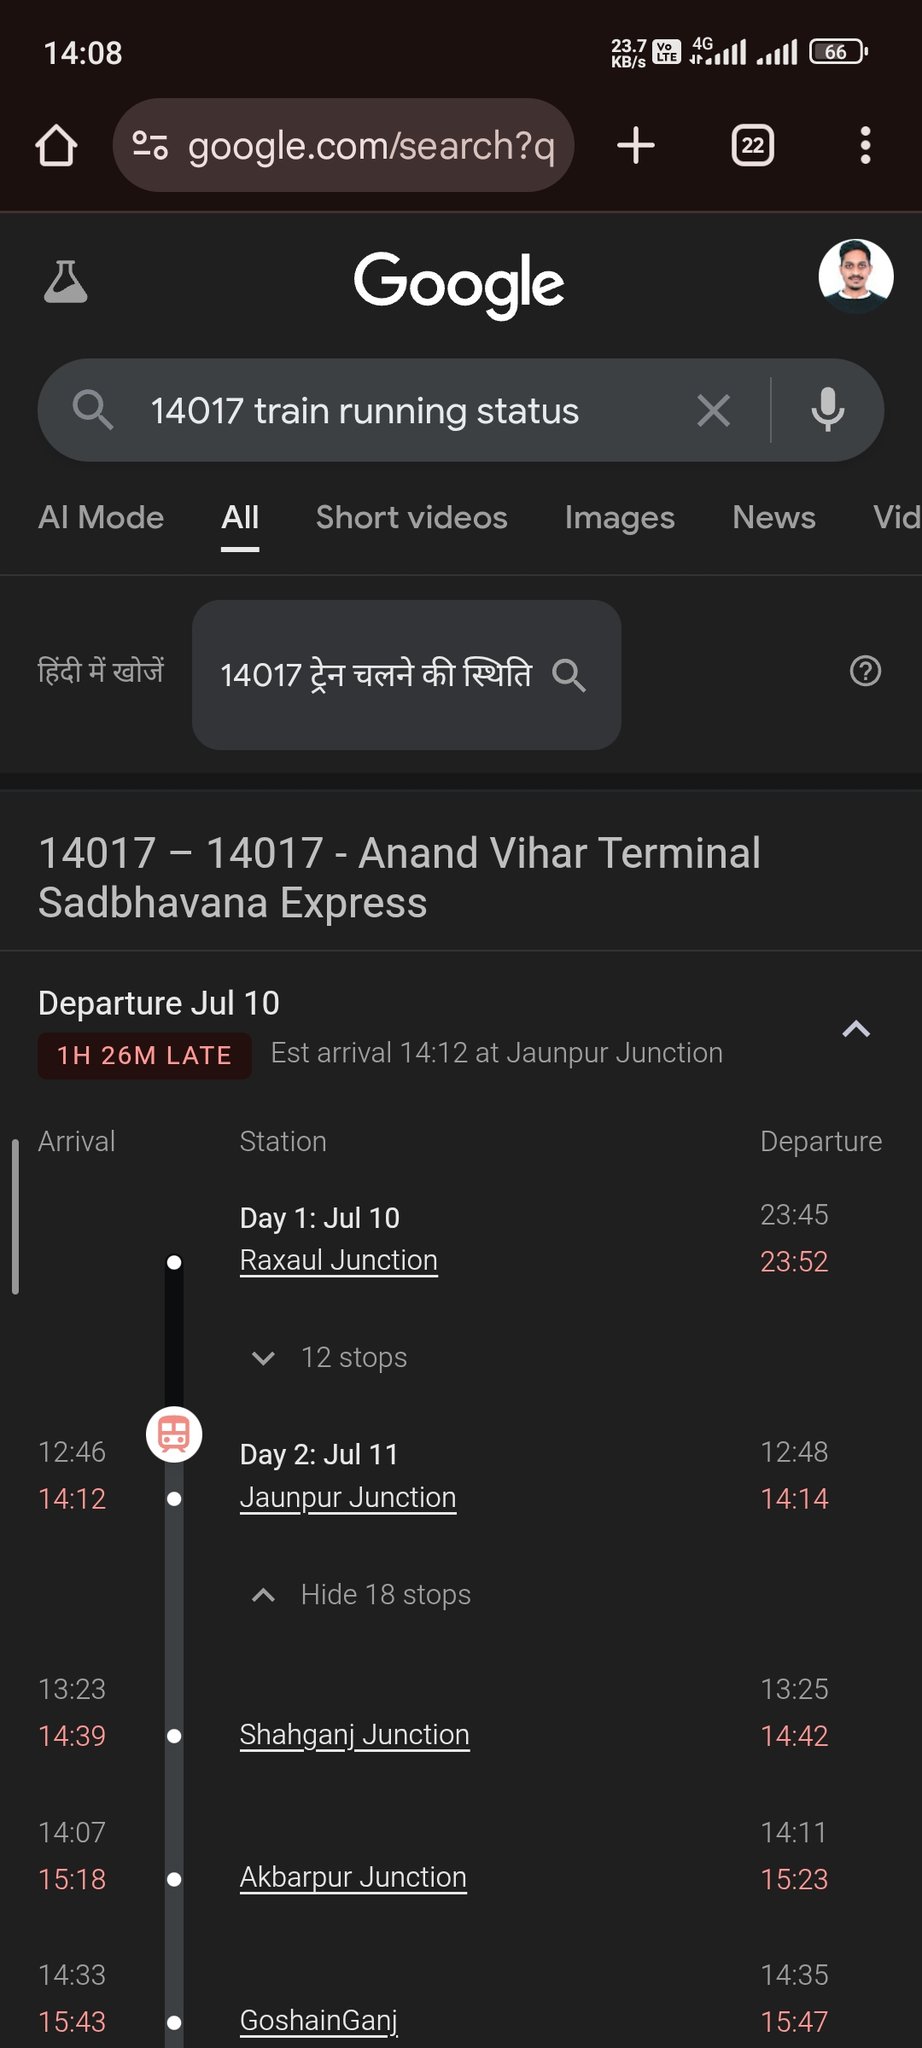 14:08
23.7
KB/s
Vo
LTE
4G
66
google.com/search?q
22
Google
14017 train running status
AI Mode
All
Short videos
Images
News
Vid
हिंदी में खोजें
14017 ट्रेन चलने की स्थिति
14017 – 14017 - Anand Vihar Terminal
Sadbhavana Express
Departure Jul 10
1H 26M LATE
Est arrival 14:12 at Jaunpur Junction
Arrival
Station
Departure
Day 1: Jul 10
23:45
Raxaul Junction
23:52
12 stops
12:46
Day 2: Jul 11
12:48
14:12
Jaunpur Junction
14:14
Hide 18 stops
13:23
13:25
14:39
Shahganj Junction
14:42
14:07
14:11
15:18
Akbarpur Junction
15:23
14:33
14:35
15:43
GoshainGanj
15:47